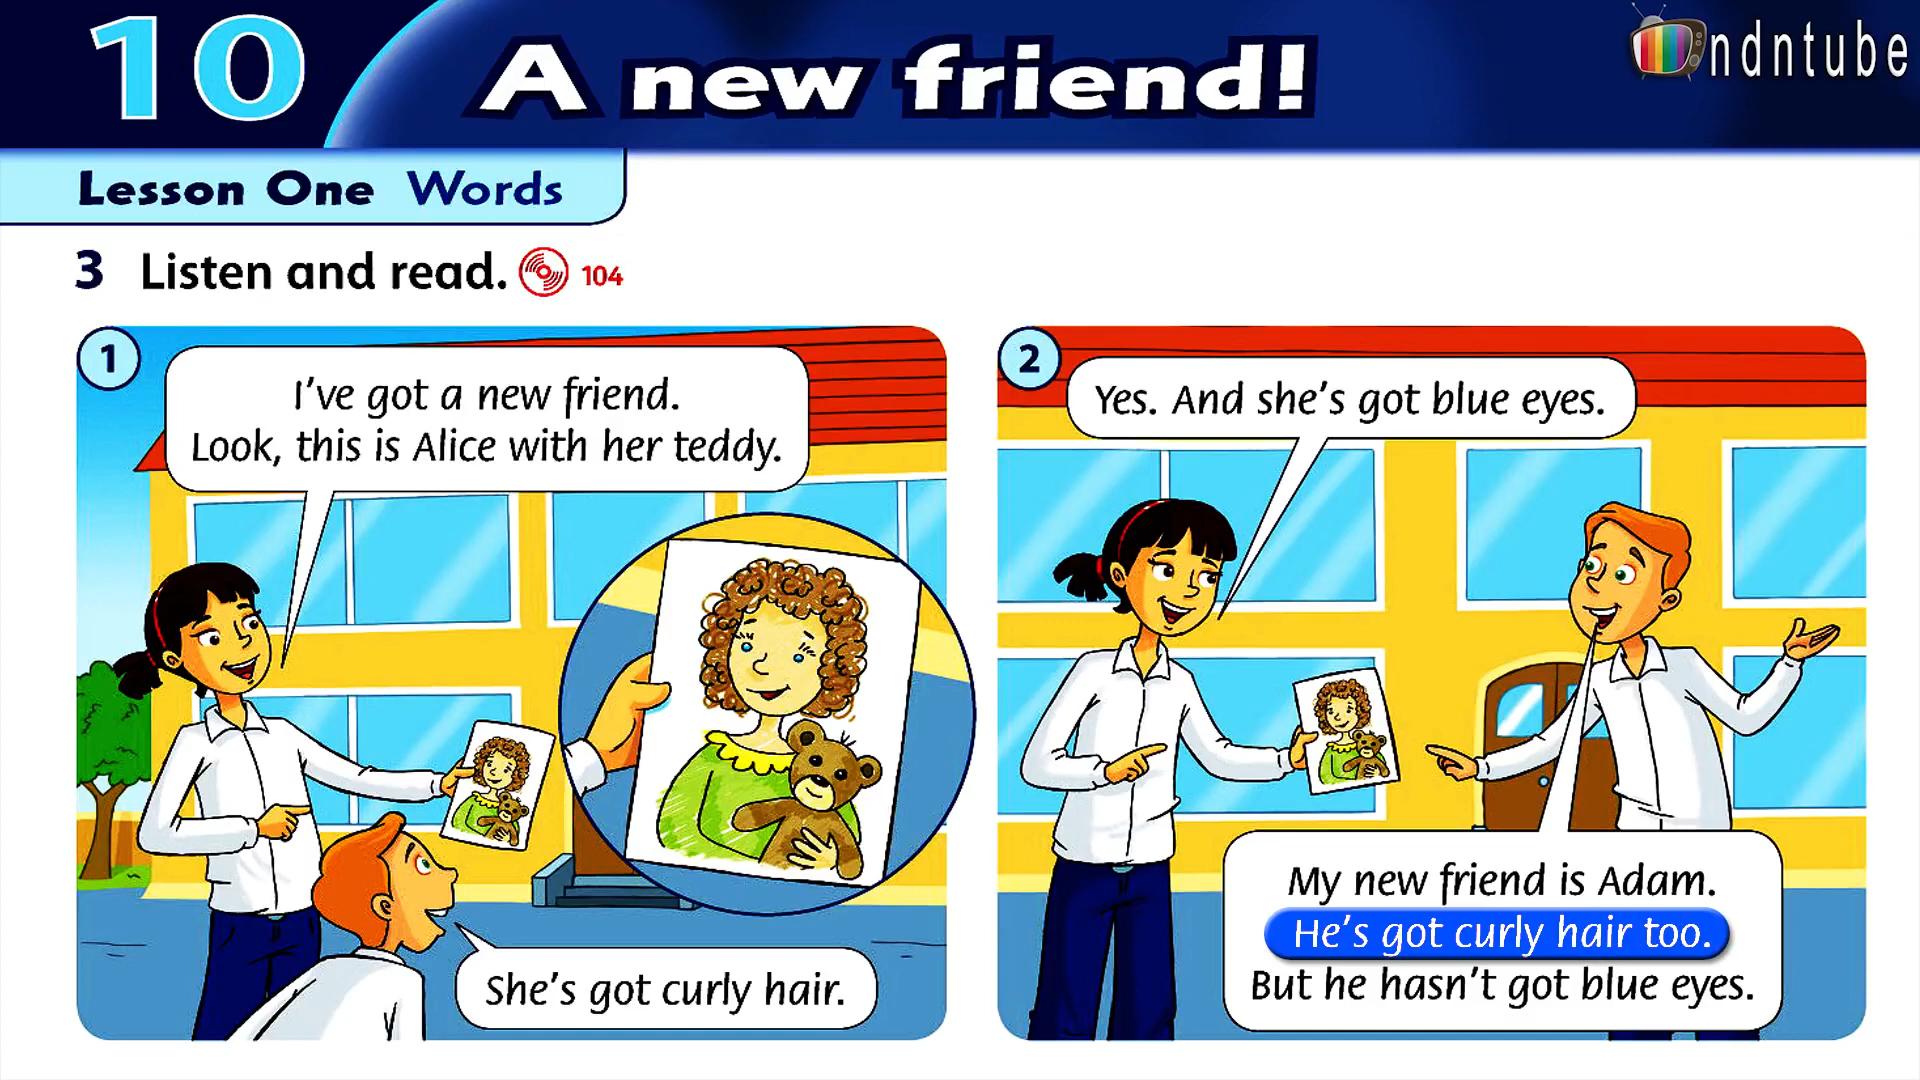 10 A new friend!
ndntube
Lesson One Words
3 Listen and read. 104
1
I've got a new friend.
Look, this is Alice with her teddy.
She's got curly hair.
2
Yes. And she's got blue eyes.
My new friend is Adam.
He's got curly hair too.
But he hasn't got blue eyes.